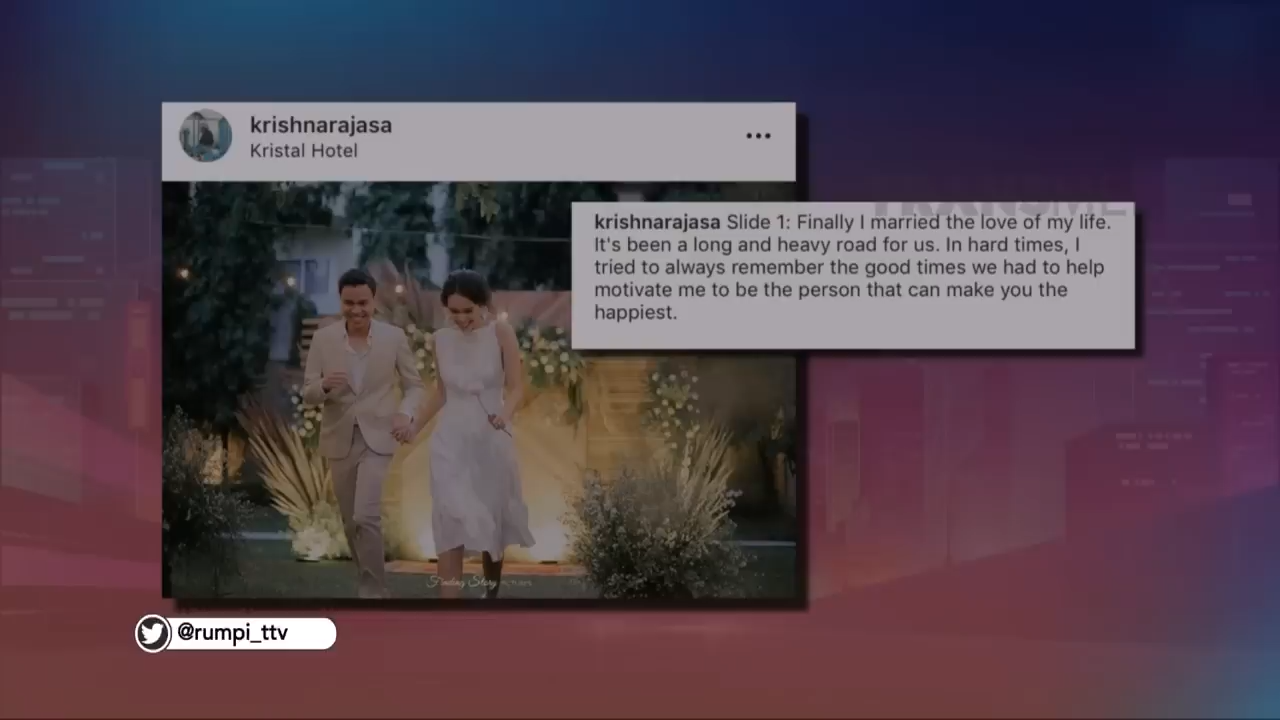 krishnarajasa
Kristal Hotel
krishnarajasa Slide 1: Finally I married the love of my life.
It's been a long and heavy road for us. In hard times, I
tried to always remember the good times we had to help
motivate me to be the person that can make you the
happiest.
Finding Story
@rumpi_ttv